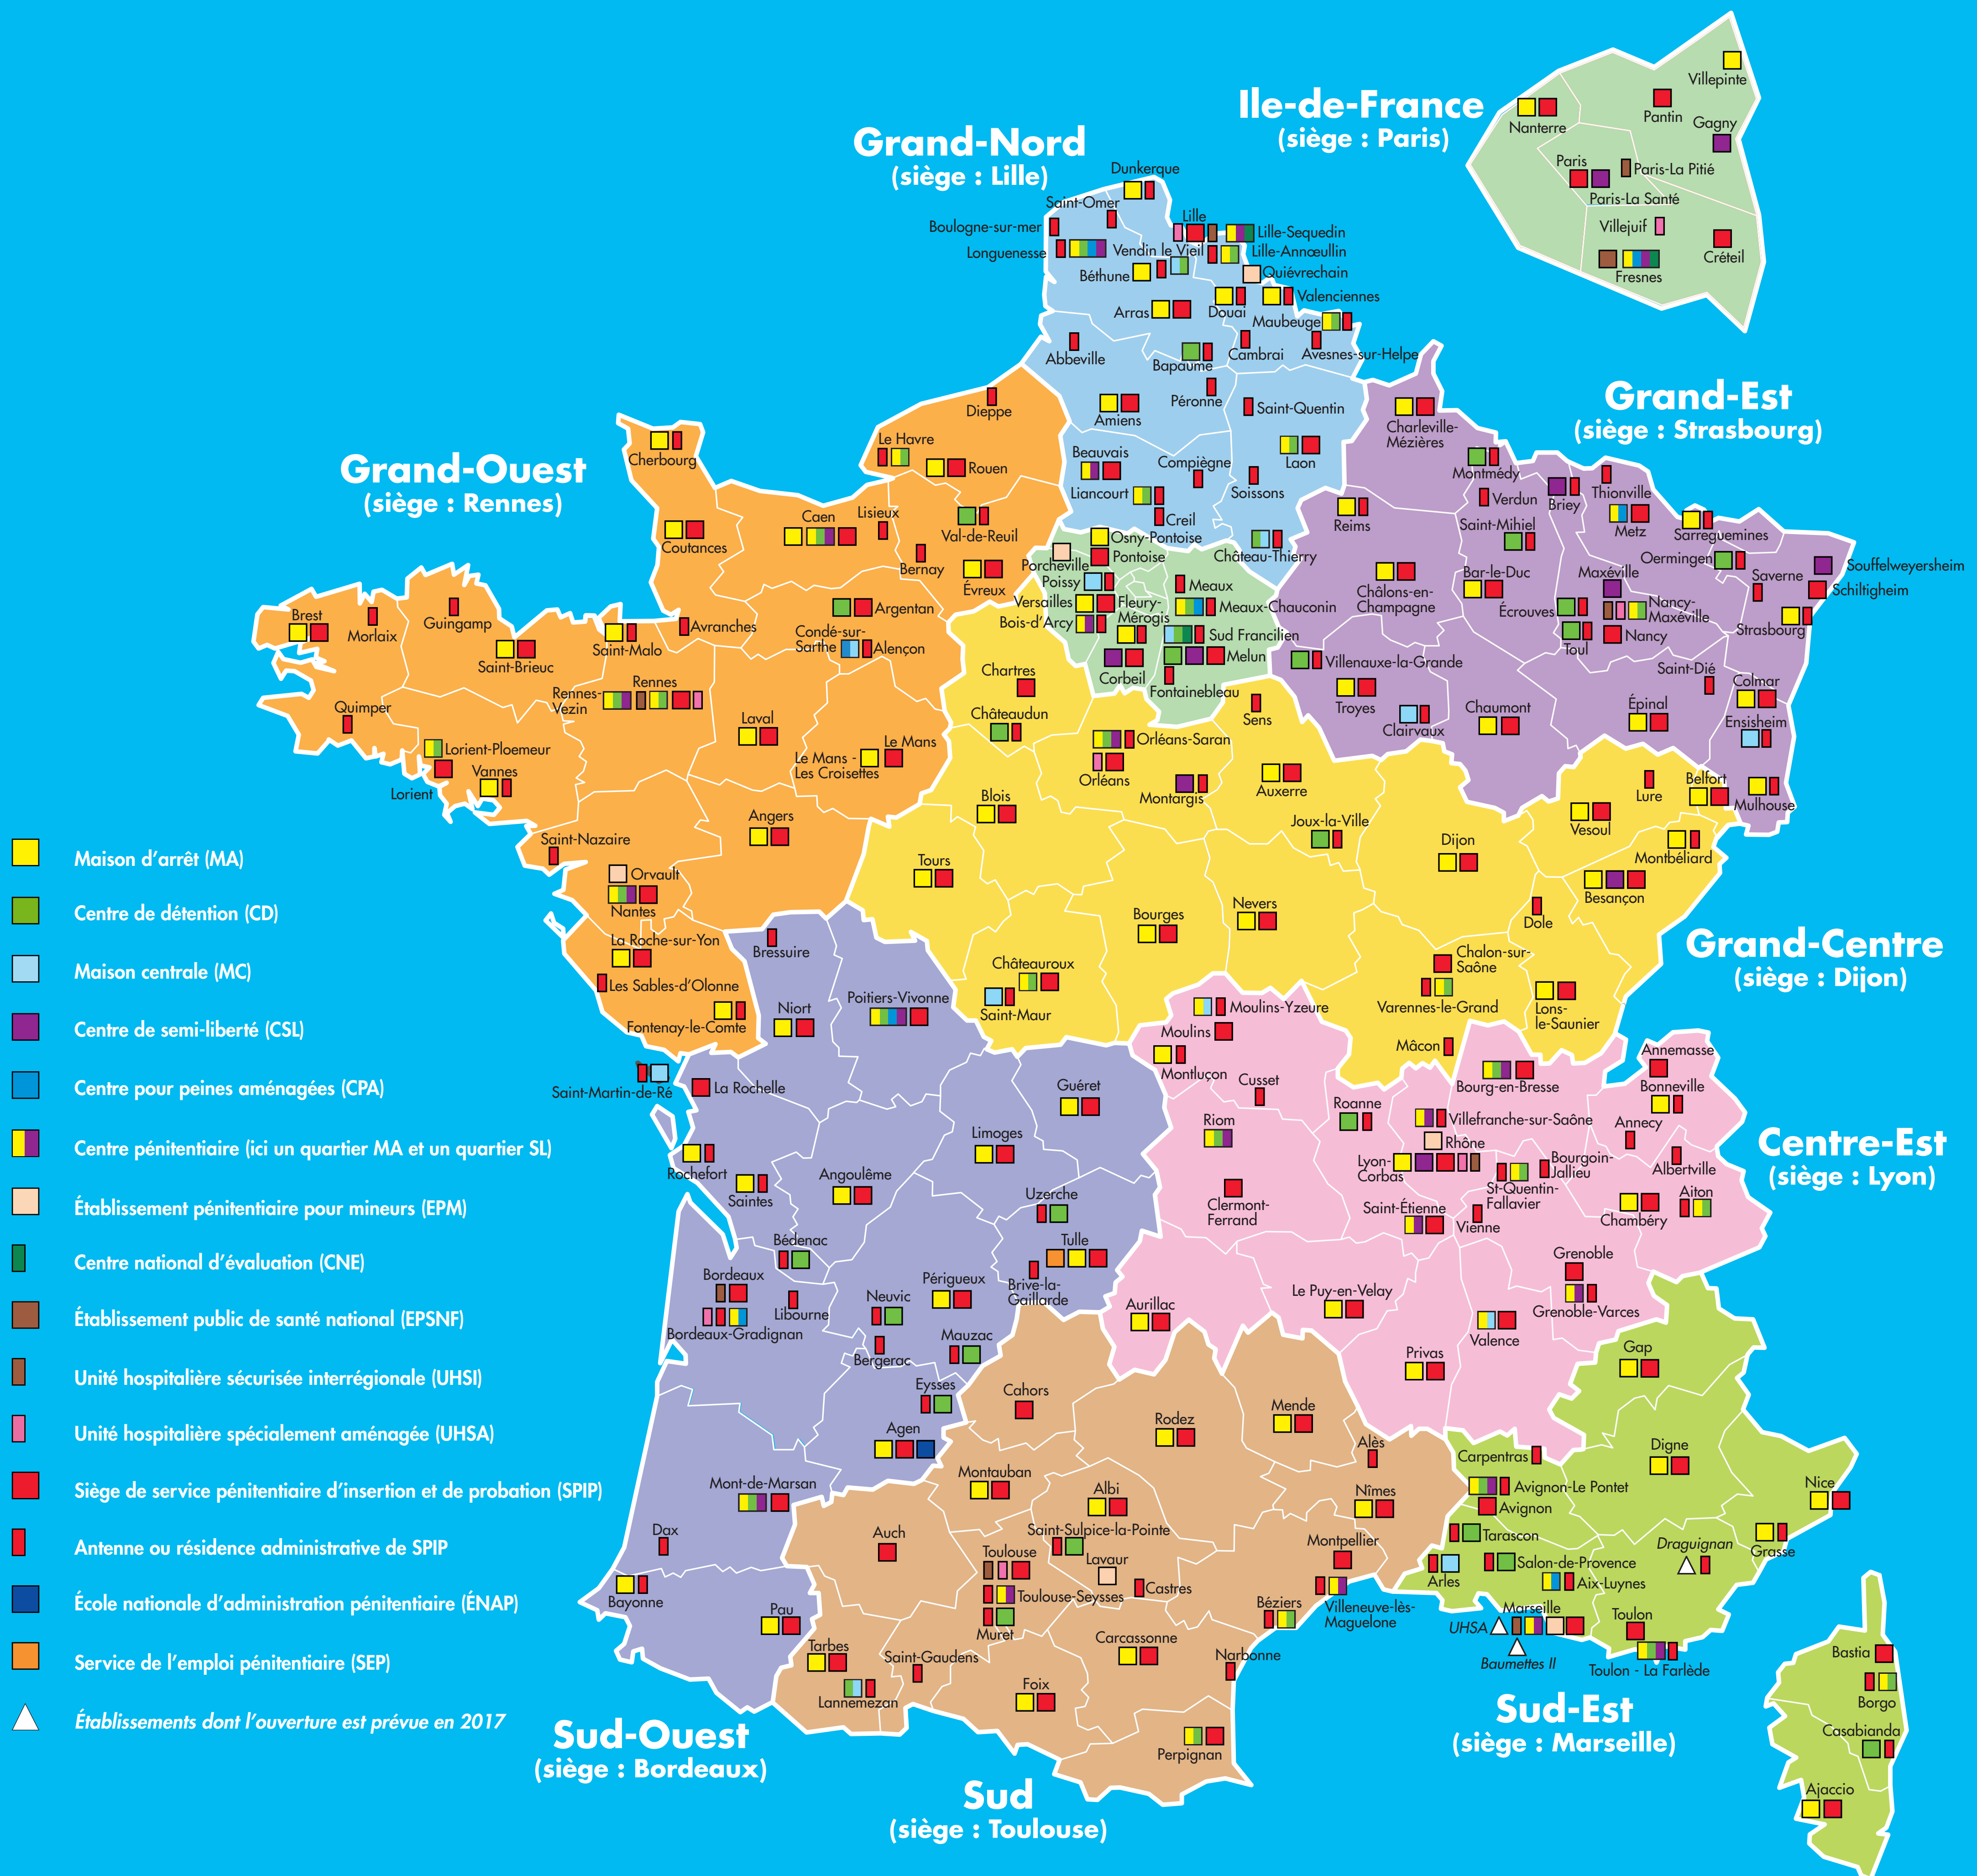 Ile-de-France
(siège : Paris)
Villepinte
Nanterre
Pantin
Gagny
Paris
Paris-La Pitié
Paris-La Santé
Villejuif
Créteil
Fresnes
Grand-Nord
(siège : Lille)
Dunkerque
Saint-Omer
Boulogne-sur-mer
Lille
Lille-Sequedin
Longuenesse
Vendin le Vieil
Lille-Annœullin
Béthune
Quiévrechain
Arras
Douai
Valenciennes
Maubeuge
Abbeville
Bapaume
Cambrai
Avesnes-sur-Helpe
Péronne
Saint-Quentin
Amiens
Beauvais
Compiègne
Laon
Liancourt
Soissons
Creil
Château-Thierry
Grand-Est
(siège : Strasbourg)
Charleville-
Mézières
Montmédy
Verdun
Briey
Thionville
Reims
Saint-Mihiel
Metz
Sarreguemines
Oermingen
Souffelweyersheim
Châlons-en-
Champagne
Bar-le-Duc
Maxéville
Saverne
Schiltigheim
Écrouves
Nancy-
Maxéville
Strasbourg
Toul
Nancy
Villenauxe-la-Grande
Saint-Dié
Colmar
Troyes
Clairvaux
Chaumont
Épinal
Ensisheim
Mulhouse
Grand-Ouest
(siège : Rennes)
Dieppe
Cherbourg
Le Havre
Rouen
Coutances
Caen
Lisieux
Val-de-Reuil
Bernay
Évreux
Brest
Morlaix
Guingamp
Saint-Brieuc
Saint-Malo
Avranches
Argentan
Condé-sur-
Sarthe
Alençon
Rennes-
Vezin
Rennes
Quimper
Lorient-Ploemeur
Lorient
Vannes
Laval
Le Mans
Le Mans -
Les Croisettes
Angers
Saint-Nazaire
Orvault
Nantes
La Roche-sur-Yon
Les Sables-d’Olonne
Fontenay-le-Comte
Osny-Pontoise
Porcheville
Pontoise
Poissy
Meaux
Versailles
Fleury-
Mérogis
Meaux-Chauconin
Bois-d’Arcy
Sud Francilien
Corbeil
Melun
Fontainebleau
Chartres
Châteaudun
Sens
Orléans-Saran
Orléans
Montargis
Auxerre
Blois
Joux-la-Ville
Dijon
Vesoul
Lure
Belfort
Montbéliard
Besançon
Tours
Bourges
Nevers
Dole
Chalon-sur-
Saône
Varennes-le-Grand
Lons-
le-Saunier
Châteauroux
Saint-Maur
Mâcon
Grand-Centre
(siège : Dijon)
Bressuire
Niort
Poitiers-Vivonne
Saint-Martin-de-Ré
La Rochelle
Guéret
Limoges
Rochefort
Saintes
Angoulême
Uzerche
Bédenac
Tulle
Bordeaux
Libourne
Périgueux
Brive-la-
Gaillarde
Neuvic
Bordeaux-Gradignan
Bergerac
Mauzac
Eysses
Agen
Mont-de-Marsan
Dax
Bayonne
Pau
Sud-Ouest
(siège : Bordeaux)
Moulins-Yzeure
Moulins
Montluçon
Cusset
Bourg-en-Bresse
Annemasse
Bonneville
Roanne
Villefranche-sur-Saône
Annecy
Riom
Rhône
Lyon-
Corbas
Bourgoin-
Jallieu
Albertville
Clermont-
Ferrand
St-Quentin-
Fallavier
Saint-Étienne
Vienne
Chambéry
Aiton
Grenoble
Grenoble-Varces
Aurillac
Le Puy-en-Velay
Valence
Privas
Centre-Est
(siège : Lyon)
Cahors
Rodez
Mende
Alès
Montauban
Albi
Nîmes
Auch
Saint-Sulpice-la-Pointe
Toulouse
Lavaur
Montpellier
Toulouse-Seysses
Castres
Villeneuve-lès-
Maguelone
Muret
Béziers
Tarbes
Saint-Gaudens
Carcassonne
Narbonne
Lannemezan
Foix
Perpignan
Sud
(siège : Toulouse)
Gap
Carpentras
Digne
Avignon-Le Pontet
Avignon
Nice
Tarascon
Grasse
Draguignan
Arles
Salon-de-Provence
Aix-Luynes
Marseille
UHSA
Toulon
Baumettes II
Toulon - La Farlède
Sud-Est
(siège : Marseille)
Bastia
Borgo
Casabianda
Ajaccio
Maison d’arrêt (MA)
Centre de détention (CD)
Maison centrale (MC)
Centre de semi-liberté (CSL)
Centre pour peines aménagées (CPA)
Centre pénitentiaire (ici un quartier MA et un quartier SL)
Établissement pénitentiaire pour mineurs (EPM)
Centre national d’évaluation (CNE)
Établissement public de santé national (EPSNF)
Unité hospitalière sécurisée interrégionale (UHSI)
Unité hospitalière spécialement aménagée (UHSA)
Siège de service pénitentiaire d’insertion et de probation (SPIP)
Antenne ou résidence administrative de SPIP
École nationale d’administration pénitentiaire (ÉNAP)
Service de l’emploi pénitentiaire (SEP)
Établissements dont l’ouverture est prévue en 2017